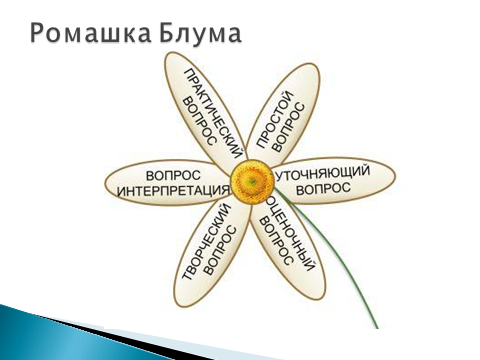 Ромашка Блума
ПРАКТИЧЕСКИЙ
ВОПРОС
ПРОСТОЙ
ВОПРОС
ВОПРОС
ИНТЕРПРЕТАЦИЯ
УТОЧНЯЮЩИЙ
ВОПРОС
ТВОРЧЕСКИЙ
ВОПРОС
ОЦЕНОЧНЫЙ
ВОПРОС